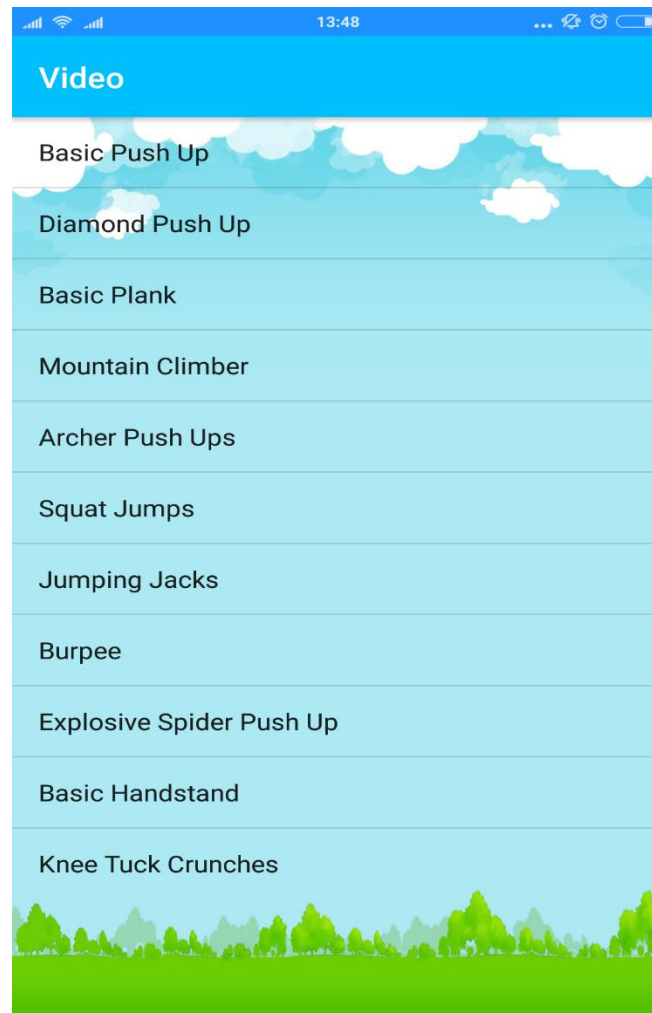 13:48
Video
Basic Push Up
Diamond Push Up
Basic Plank
Mountain Climber
Archer Push Ups
Squat Jumps
Jumping Jacks
Burpee
Explosive Spider Push Up
Basic Handstand
Knee Tuck Crunches